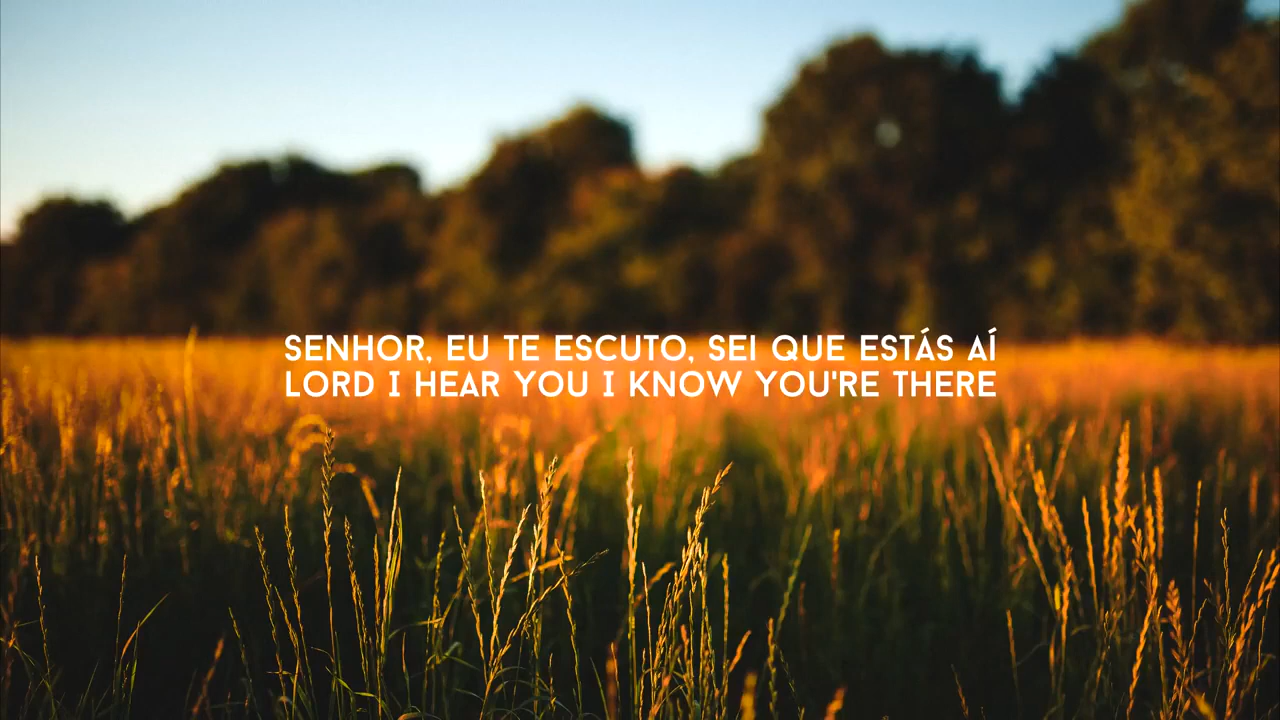 SENHOR, EU TE ESCUTO, SEI QUE ESTÁS AÍ
LORD I HEAR YOU I KNOW YOU'RE THERE